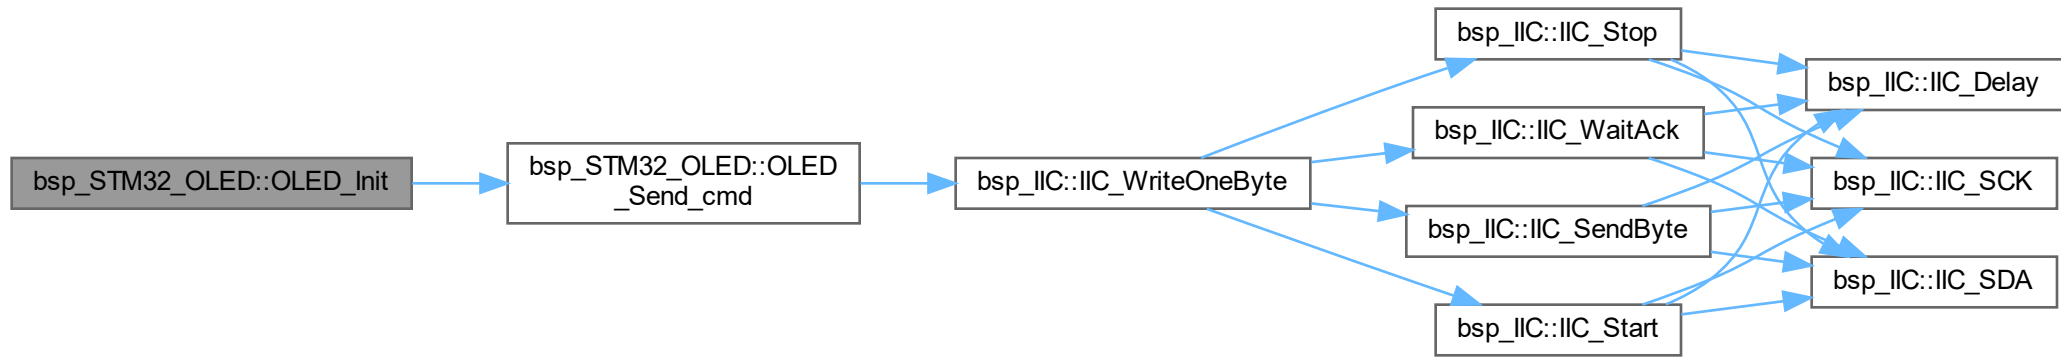 bsp_STM32_OLED::OLED_Init
bsp_STM32_OLED::OLED
_Send_cmd
bsp_IIC::IIC_WriteOneByte
bsp_IIC::IIC_Stop
bsp_IIC::IIC_WaitAck
bsp_IIC::IIC_SendByte
bsp_IIC::IIC_Start
bsp_IIC::IIC_Delay
bsp_IIC::IIC_SCK
bsp_IIC::IIC_SDA